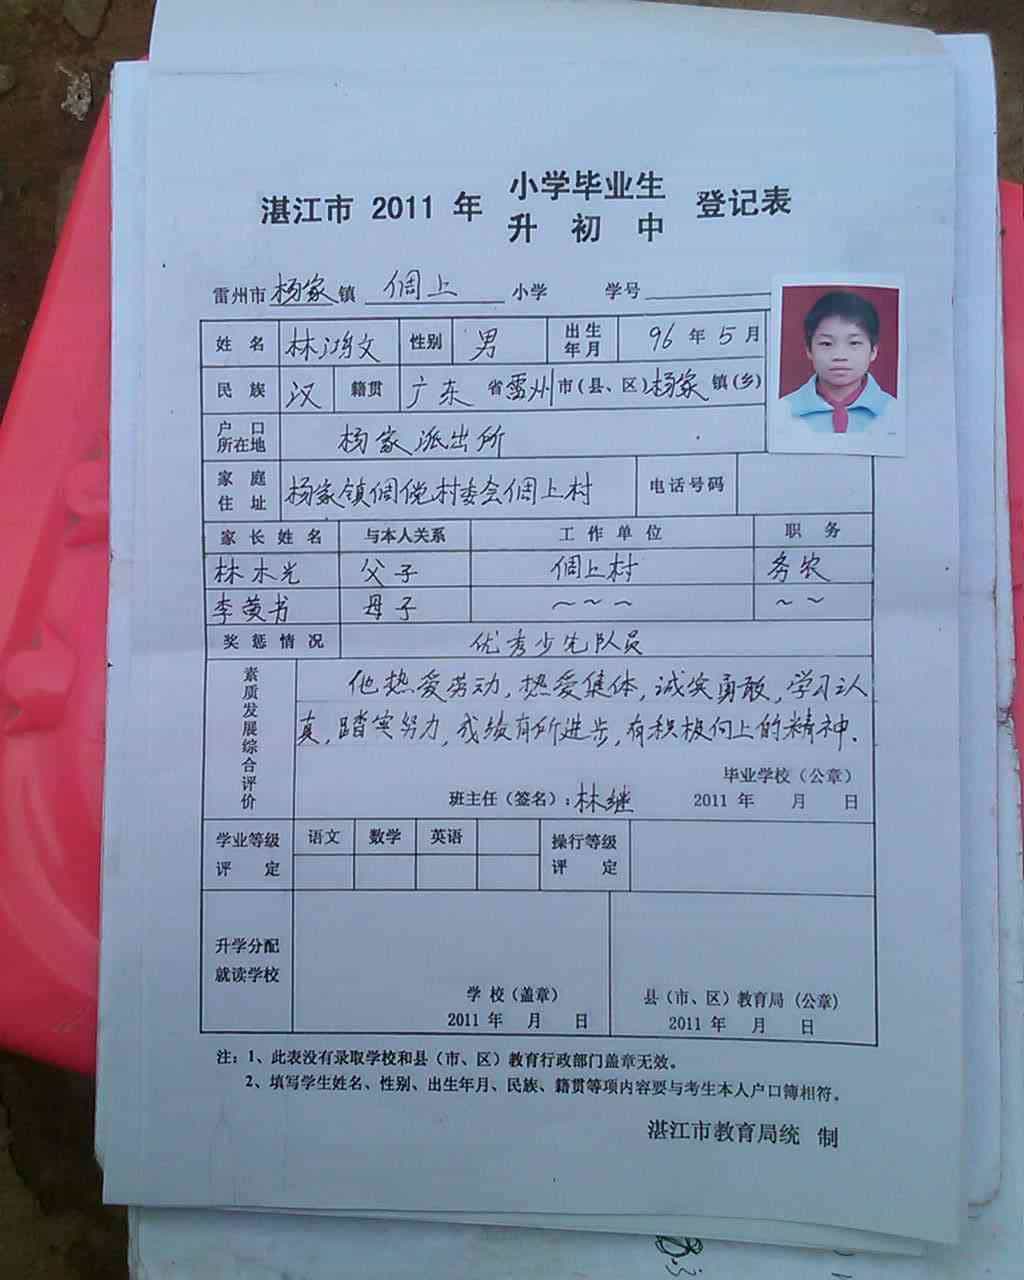 湛江市 2011 年 小学毕业生 登记表
升 初 中
雷州市杨家镇 倜上 小学 学号
姓 名 林鸿文 性别 男 出生年月 96 年 5 月
民 族 汉 籍贯 广东 省雷州市(县、区)杨家镇(乡)
户口所在地 杨家派出所
家庭住址 杨家镇倜傥村委会倜上村 电话号码
家长姓名 与本人关系 工作单位 职务
林木光 父子 倜上村 务农
李英书 母子 ～～～ ～～
奖惩情况 优秀少先队员
素质发展综合评价
他热爱劳动,热爱健体,诚实勇敢,学习认
真,踏实努力,成绩有所进步,有积极向上的精神.
毕业学校（公章）
班主任（签名）：林继 2011 年 月 日
学业等级评定 语文 数学 英语 操行等级评定
升学分配
就读学校
学 校（盖章） 县（市、区）教育局（公章）
2011 年 月 日 2011 年 月 日
注：1、此表没有录取学校和县（市、区）教育行政部门盖章无效。
2、填写学生姓名、性别、出生年月、民族、籍贯等项内容要与考生本人户口簿相符。
湛江市教育局统 制